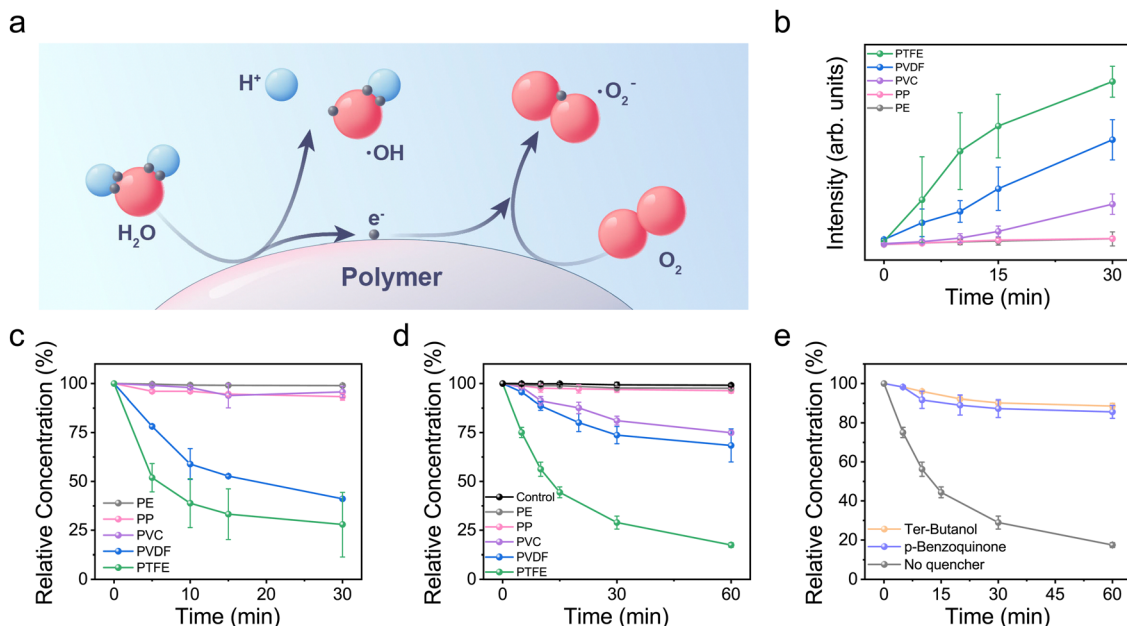 a
H⁺
·OH
·O₂⁻
H₂O
e⁻
O₂
Polymer
b
Intensity (arb. units)
PTFE
PVDF
PVC
PP
PE
0
15
30
Time (min)
c
Relative Concentration (%)
100
75
50
25
0
PE
PP
PVC
PVDF
PTFE
0
10
20
30
Time (min)
d
Relative Concentration (%)
100
75
50
25
0
Control
PE
PP
PVC
PVDF
PTFE
0
15
30
45
60
Time (min)
e
Relative Concentration (%)
100
80
60
40
20
0
Ter-Butanol
p-Benzoquinone
No quencher
0
15
30
45
60
Time (min)